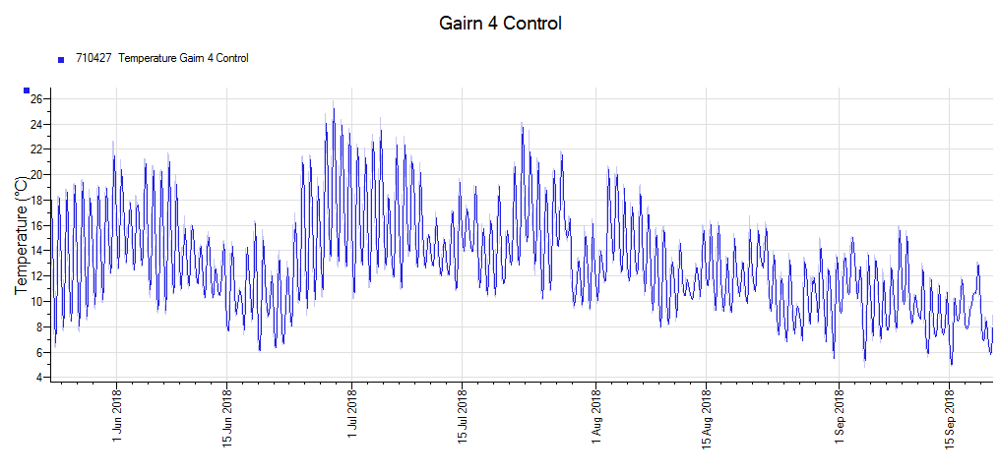 Gairn 4 Control
710427 Temperature Gairn 4 Control
Temperature (°C)
26
24
22
20
18
16
14
12
10
8
6
4
1 Jun 2018
15 Jun 2018
1 Jul 2018
15 Jul 2018
1 Aug 2018
15 Aug 2018
1 Sep 2018
15 Sep 2018